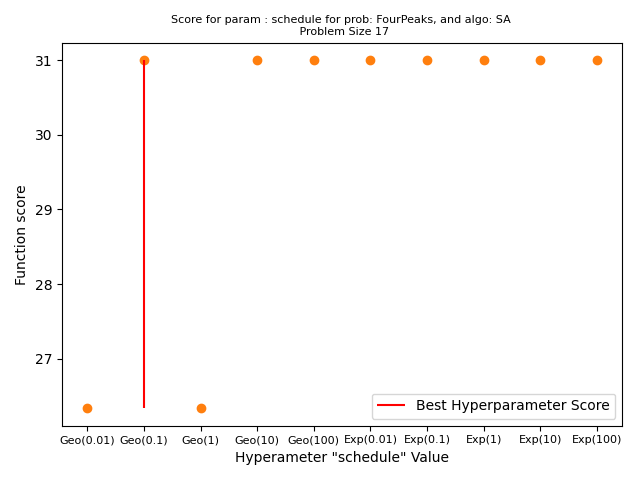 Score for param : schedule for prob: FourPeaks, and algo: SA
Problem Size 17
31
30
29
28
27
Function score
Best Hyperparameter Score
Geo(0.01) Geo(0.1) Geo(1) Geo(10) Geo(100) Exp(0.01) Exp(0.1) Exp(1) Exp(10) Exp(100)
Hyperameter "schedule" Value